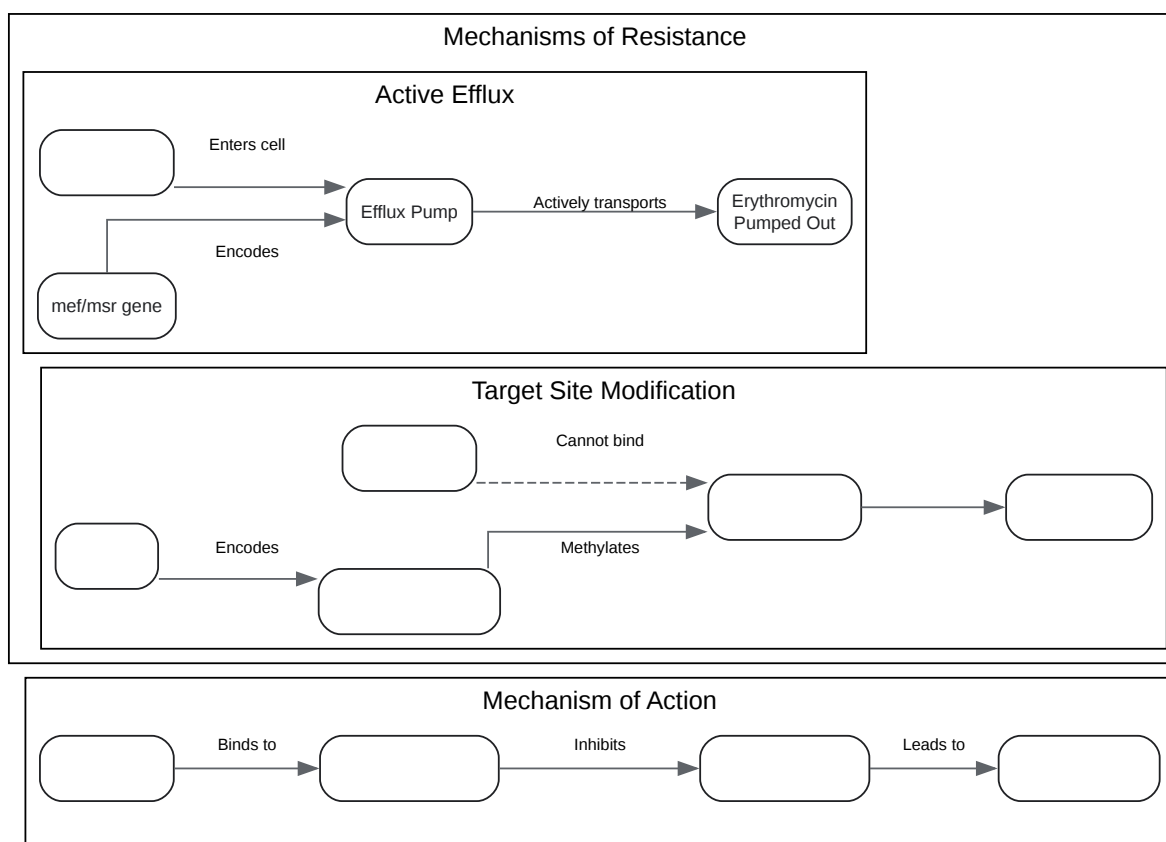 Mechanisms of Resistance
Active Efflux
Enters cell
Efflux Pump
Actively transports
Erythromycin
Pumped Out
Encodes
mef/msr gene
Target Site Modification
Cannot bind
Encodes
Methylates
Mechanism of Action
Binds to
Inhibits
Leads to